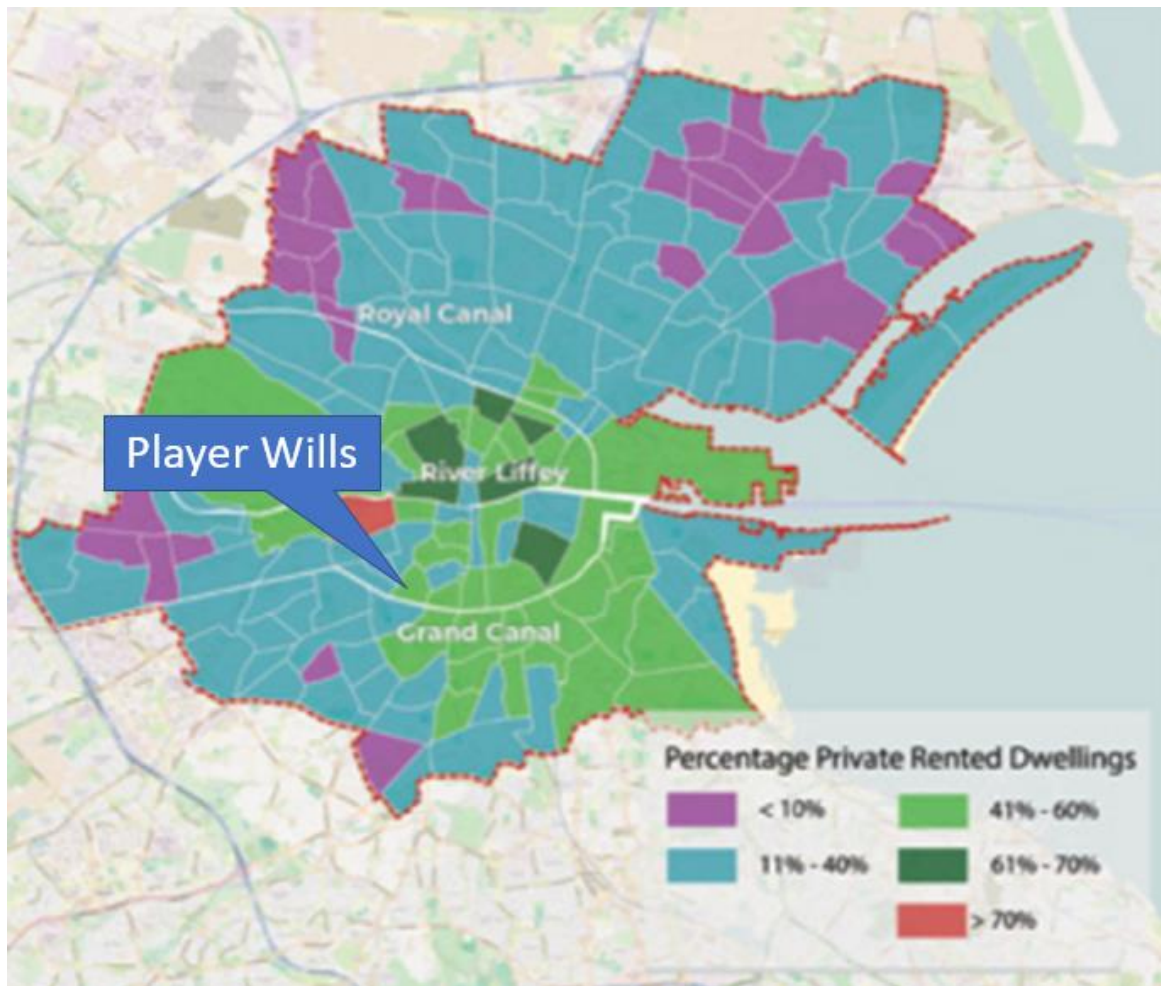 Royal Canal
Player Wills
River Liffey
Grand Canal
Percentage Private Rented Dwellings
< 10%
41% - 60%
11% - 40%
61% - 70%
> 70%